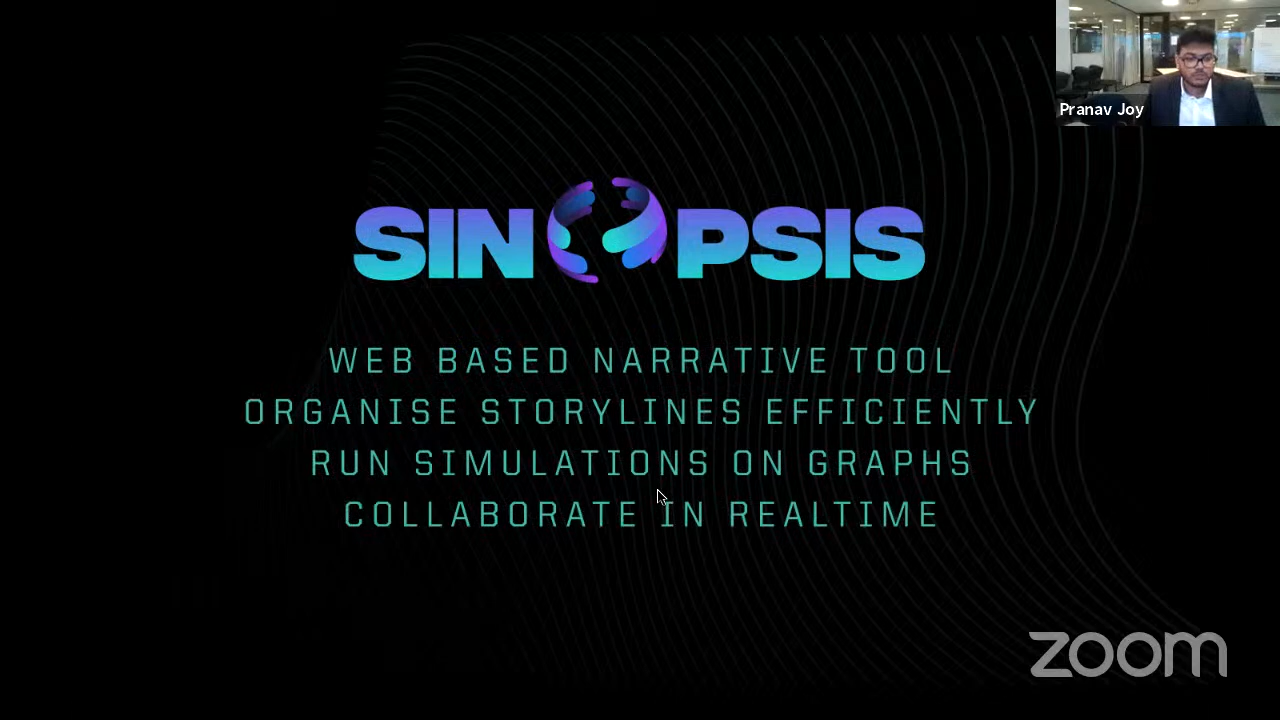 Pranav Joy
SINOPSIS
WEB BASED NARRATIVE TOOL
ORGANISE STORYLINES EFFICIENTLY
RUN SIMULATIONS ON GRAPHS
COLLABORATE IN REALTIME
zoom